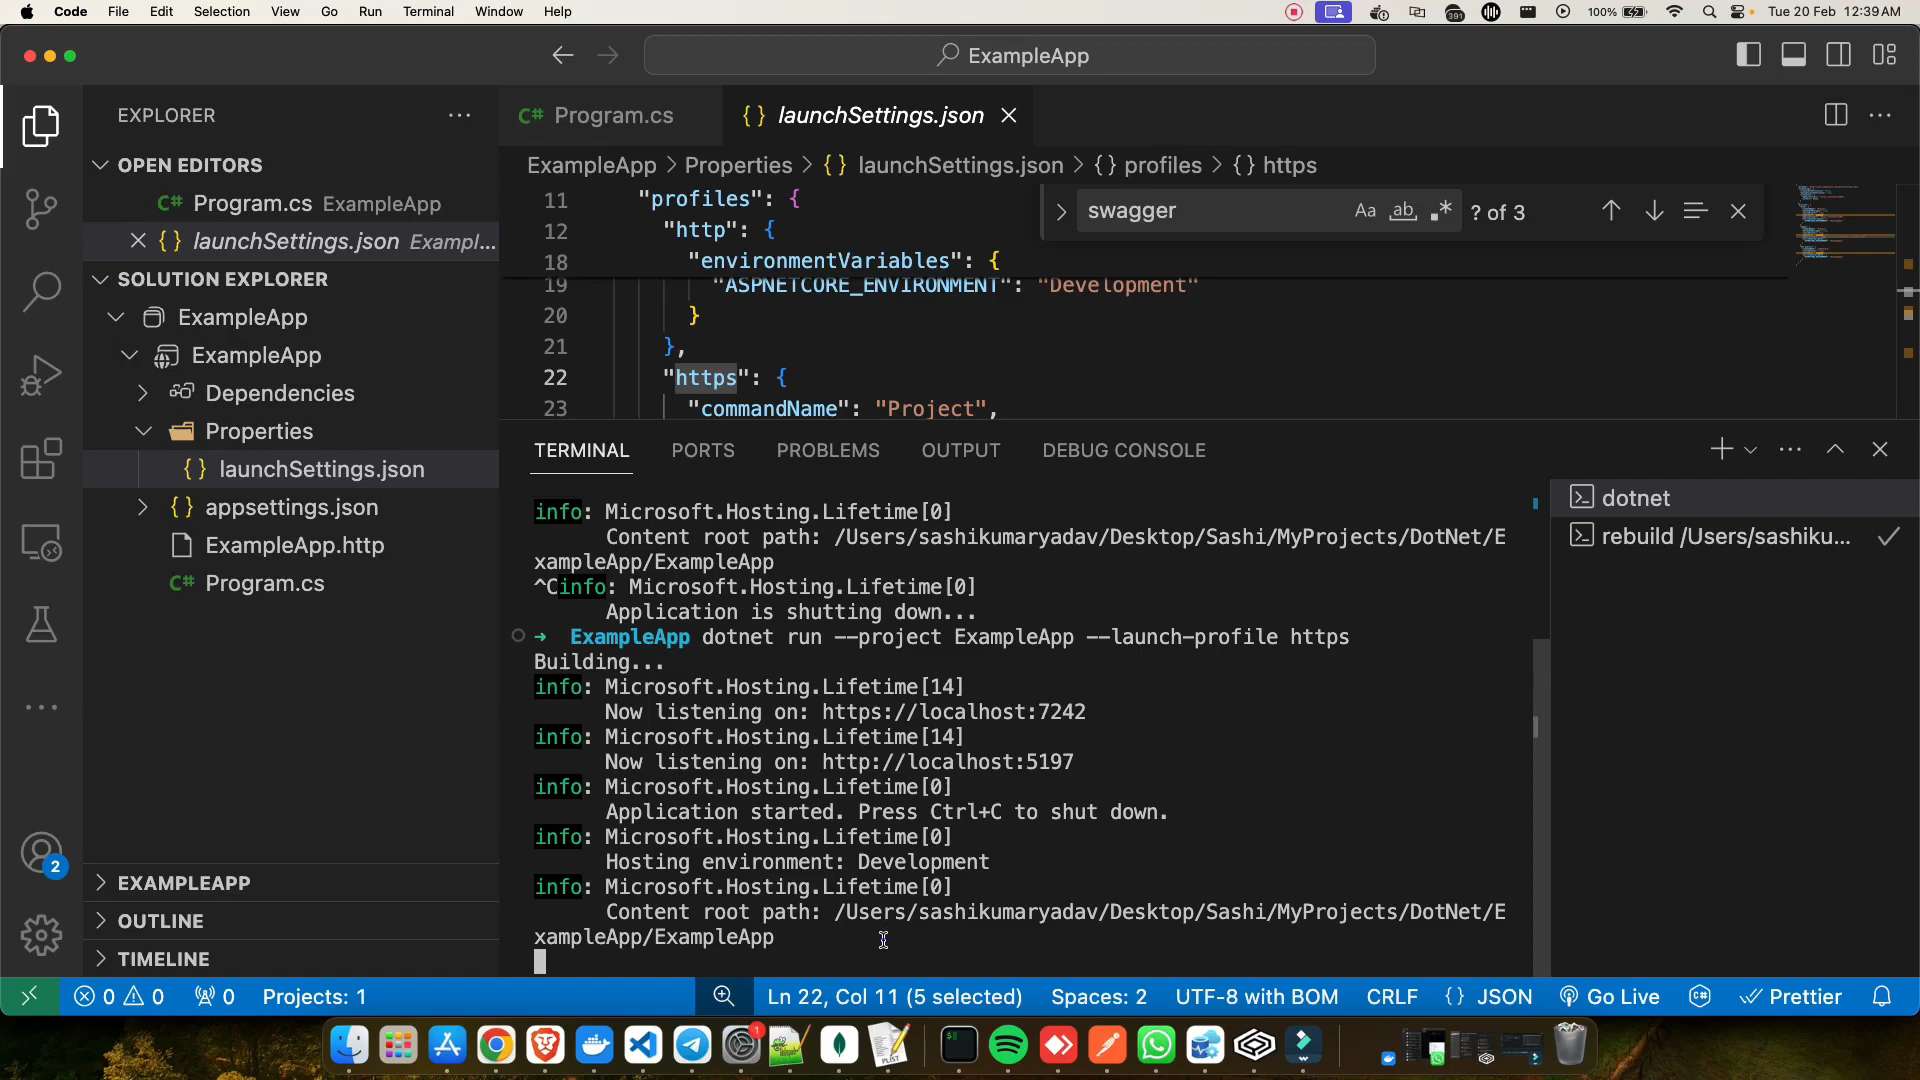 Code File Edit Selection View Go Run Terminal Window Help
391 100% Tue 20 Feb 12:39 AM
ExampleApp
EXPLORER
Program.cs
launchSettings.json
OPEN EDITORS
Program.cs ExampleApp
launchSettings.json Exampl...
SOLUTION EXPLORER
ExampleApp
ExampleApp
Dependencies
Properties
launchSettings.json
appsettings.json
ExampleApp.http
Program.cs
EXAMPLEAPP
OUTLINE
TIMELINE
2
ExampleApp > Properties > {} launchSettings.json > {} profiles > {} https
swagger Aa ab .* ? of 3
11 "profiles": {
12 "http": {
18 "environmentVariables": {
19 "ASPNETCORE_ENVIRONMENT": "Development"
20 }
21 },
22 "https": {
23 "commandName": "Project",
TERMINAL PORTS PROBLEMS OUTPUT DEBUG CONSOLE
dotnet
rebuild /Users/sashiku...
info: Microsoft.Hosting.Lifetime[0]
Content root path: /Users/sashikumaryadav/Desktop/Sashi/MyProjects/DotNet/E
xampleApp/ExampleApp
^Cinfo: Microsoft.Hosting.Lifetime[0]
Application is shutting down...
➜ ExampleApp dotnet run --project ExampleApp --launch-profile https
Building...
info: Microsoft.Hosting.Lifetime[14]
Now listening on: https://localhost:7242
info: Microsoft.Hosting.Lifetime[14]
Now listening on: http://localhost:5197
info: Microsoft.Hosting.Lifetime[0]
Application started. Press Ctrl+C to shut down.
info: Microsoft.Hosting.Lifetime[0]
Hosting environment: Development
info: Microsoft.Hosting.Lifetime[0]
Content root path: /Users/sashikumaryadav/Desktop/Sashi/MyProjects/DotNet/E
xampleApp/ExampleApp
0 0 0 Projects: 1 Ln 22, Col 11 (5 selected) Spaces: 2 UTF-8 with BOM CRLF {} JSON Go Live Prettier
1
PLIST